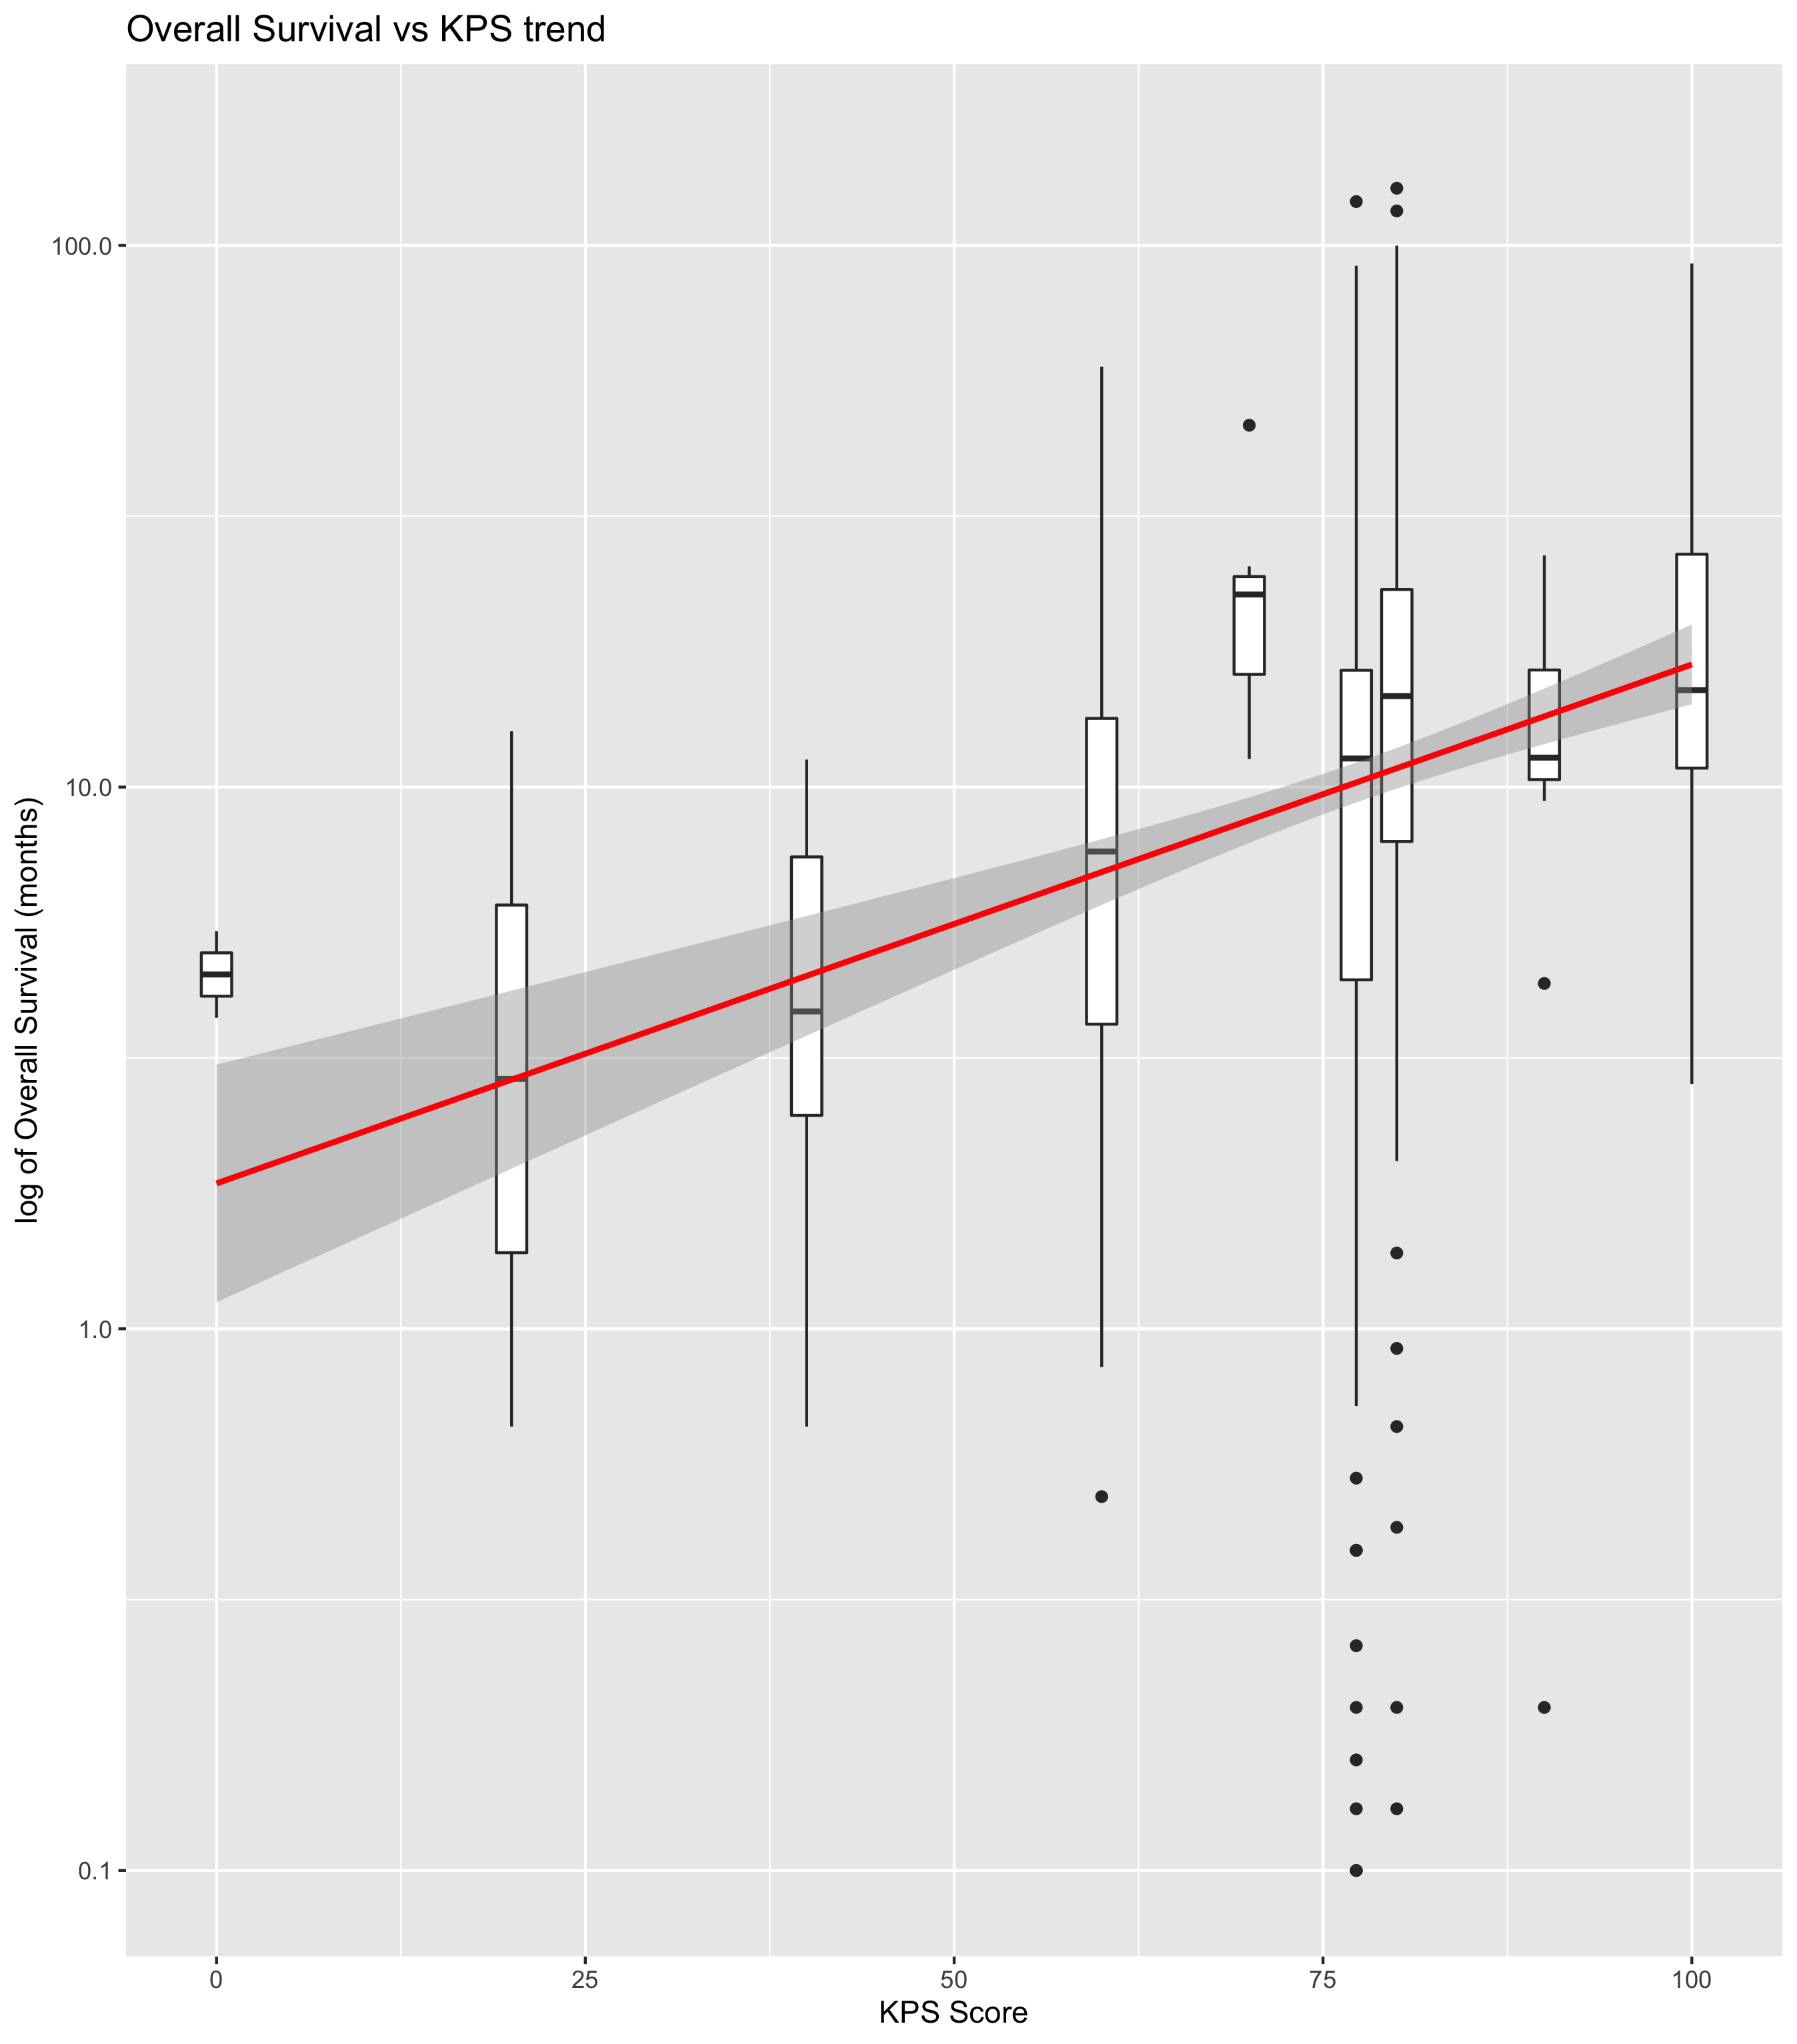 Overall Survival vs KPS trend
log of Overall Survival (months)
100.0
10.0
1.0
0.1
0 25 50 75 100
KPS Score